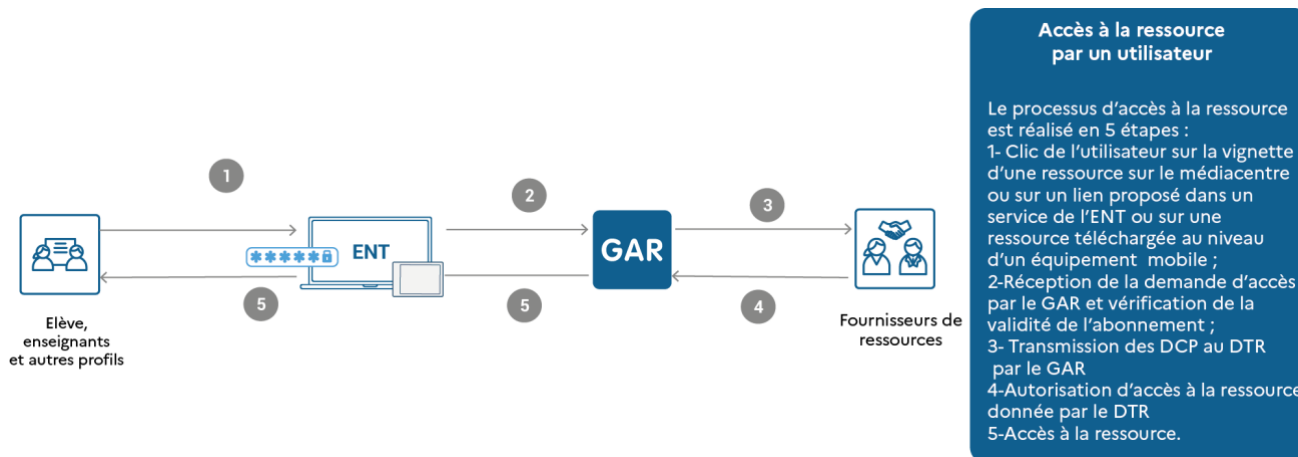 1
2
3
*****
ENT
GAR
5
5
4
Elève,
enseignants
et autres profils
Fournisseurs de
ressources
Accès à la ressource
par un utilisateur
Le processus d'accès à la ressource
est réalisé en 5 étapes :
1- Clic de l'utilisateur sur la vignette
d'une ressource sur le médiacentre
ou sur un lien proposé dans un
service de l'ENT ou sur une
ressource téléchargée au niveau
d'un équipement mobile ;
2-Réception de la demande d'accès
par le GAR et vérification de la
validité de l'abonnement ;
3- Transmission des DCP au DTR
par le GAR
4-Autorisation d'accès à la ressource
donnée par le DTR
5-Accès à la ressource.